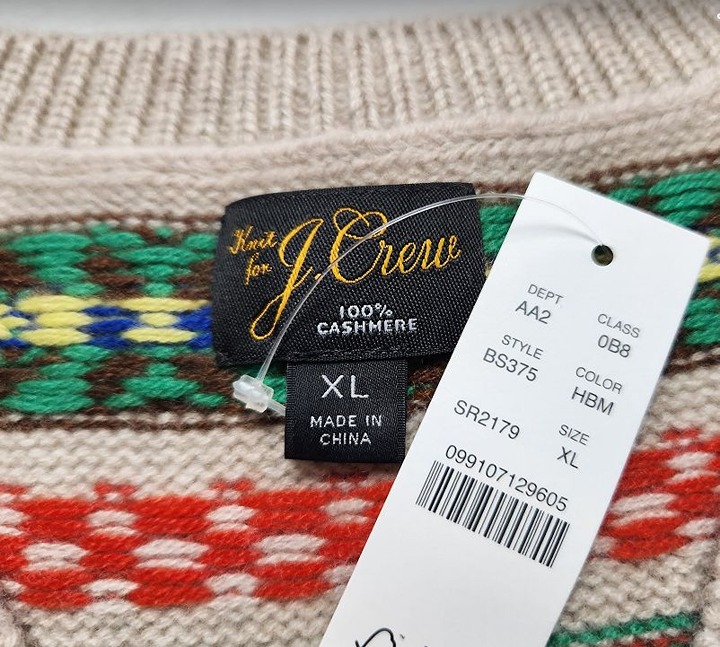 Knit
for
J.Crew
100%
CASHMERE
XL
MADE IN
CHINA
DEPT
AA2
CLASS
0B8
STYLE
BS375
COLOR
HBM
SR2179
SIZE
XL
099107129605